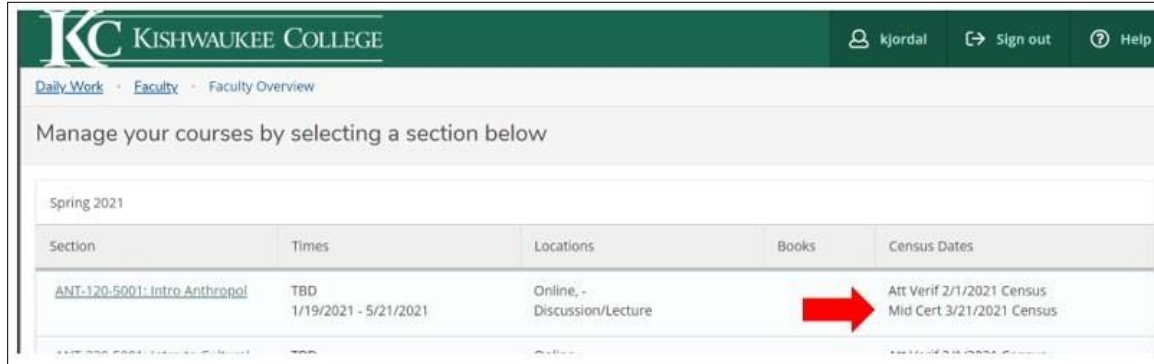 KC KISHWAUKEE COLLEGE
kjordal Sign out Help
Daily Work · Faculty · Faculty Overview
Manage your courses by selecting a section below
Spring 2021
Section Times Locations Books Census Dates
ANT-120-5001: Intro Anthropol TBD Online, - Att Verif 2/1/2021 Census
1/19/2021 - 5/21/2021 Discussion/Lecture Mid Cert 3/21/2021 Census